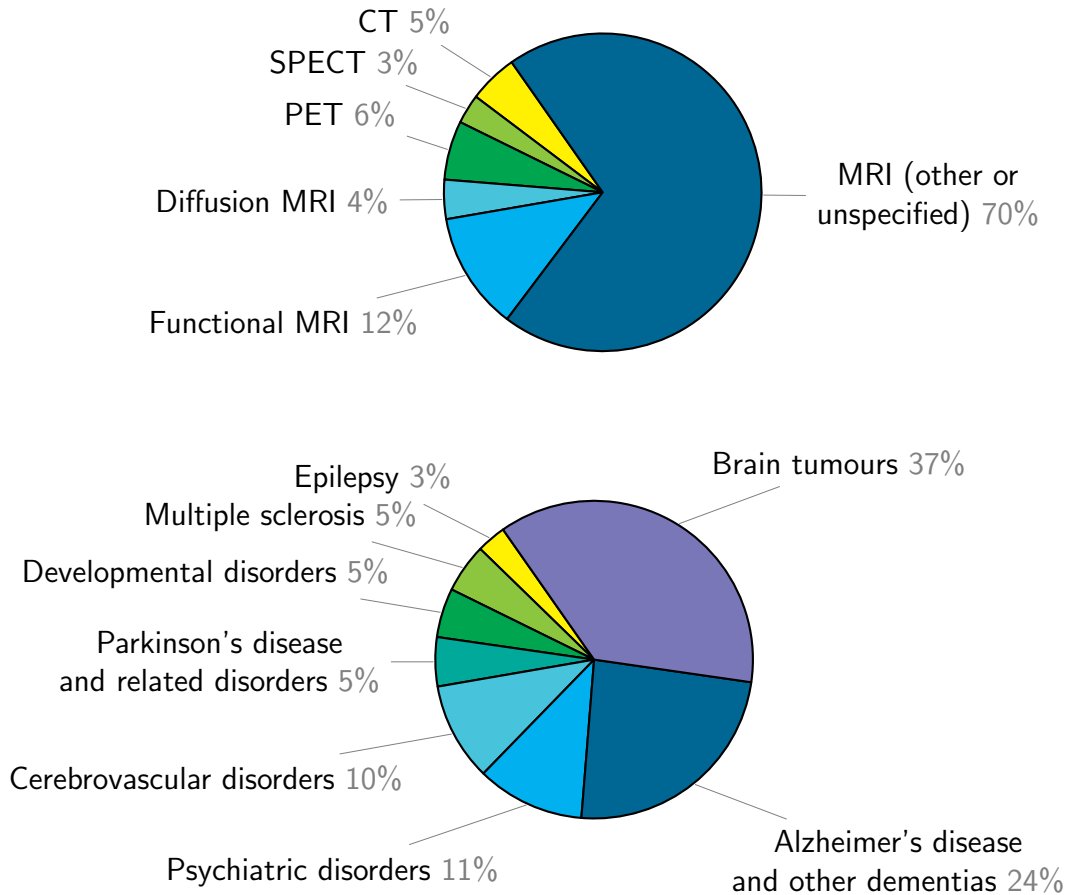 CT 5%
SPECT 3%
PET 6%
Diffusion MRI 4%
MRI (other or
unspecified) 70%
Functional MRI 12%
Brain tumours 37%
Epilepsy 3%
Multiple sclerosis 5%
Developmental disorders 5%
Parkinson's disease
and related disorders 5%
Cerebrovascular disorders 10%
Psychiatric disorders 11%
Alzheimer's disease
and other dementias 24%